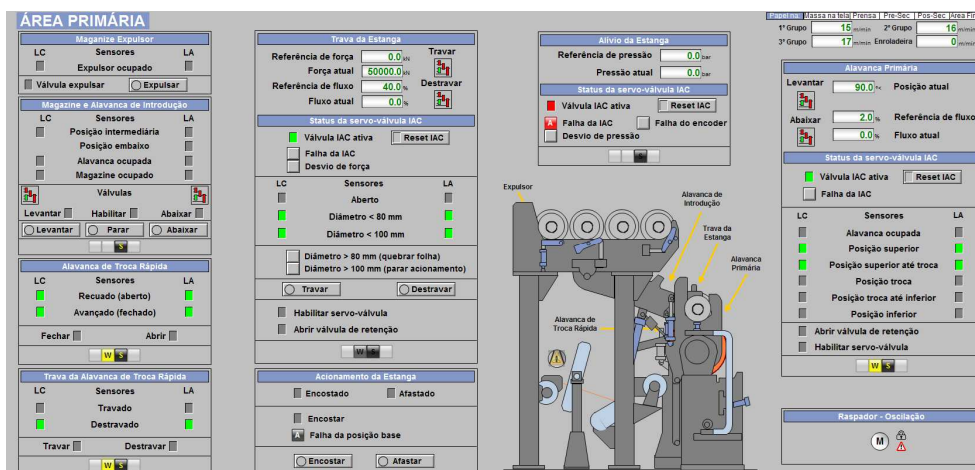 ÁREA PRIMÁRIA
Papel na Massa na tela Prensa Pre-Sec Pos-Sec
1º Grupo 15 m/min 2º Grupo 16 m/min
3º Grupo 17 m/min Enroladeira 0 m/min
Maganize Expulsor
LC Sensores LA
Expulsor ocupado
Válvula expulsar Expulsar
Magazine e Alavanca de Introdução
LC Sensores LA
Posição intermediária
Posição embaixo
Alavanca ocupada
Magazine ocupado
Válvulas
Levantar Habilitar Abaixar
Levantar Parar Abaixar
S
Alavanca de Troca Rápida
LC Sensores LA
Recuado (aberto)
Avançado (fechado)
Fechar Abrir
W S
Trava da Alavanca de Troca Rápida
LC Sensores LA
Travado
Destravado
Travar Destravar
W S
Trava da Estanga
Referência de força 0.0 kN Travar
Força atual 50000.0 kN
Referência de fluxo 40.0 % Destravar
Fluxo atual 0.0 %
Status da servo-válvula IAC
Válvula IAC ativa Reset IAC
Falha da IAC
Desvio de força
LC Sensores LA
Aberto
Diâmetro < 80 mm
Diâmetro < 100 mm
Diâmetro > 80 mm (quebrar folha)
Diâmetro > 100 mm (parar acionamento)
Travar Destravar
Habilitar servo-válvula
Abrir válvula de retenção
W S
Acionamento da Estanga
Encostado Afastado
Encostar
A Falha da posição base
Encostar Afastar
Alívio da Estanga
Referência de pressão 0.0 bar
Pressão atual 0.0 bar
Status da servo-válvula IAC
Válvula IAC ativa Reset IAC
A Falha da IAC Falha do encoder
Desvio de pressão
S
Expulsor
Alavanca de
Introdução
Trava da
Estanga
Alavanca
Primária
Alavanca de
Troca Rápida
Alavanca Primária
Levantar 90.0 Posição atual
Abaixar 2.0 % Referência de fluxo
0.0 % Fluxo atual
Status da servo-válvula IAC
Válvula IAC ativa Reset IAC
Falha da IAC
LC Sensores LA
Alavanca ocupada
Posição superior
Posição superior até troca
Posição troca
Posição troca até inferior
Posição inferior
Abrir válvula de retenção
Habilitar servo-válvula
W S
Raspador - Oscilação
M